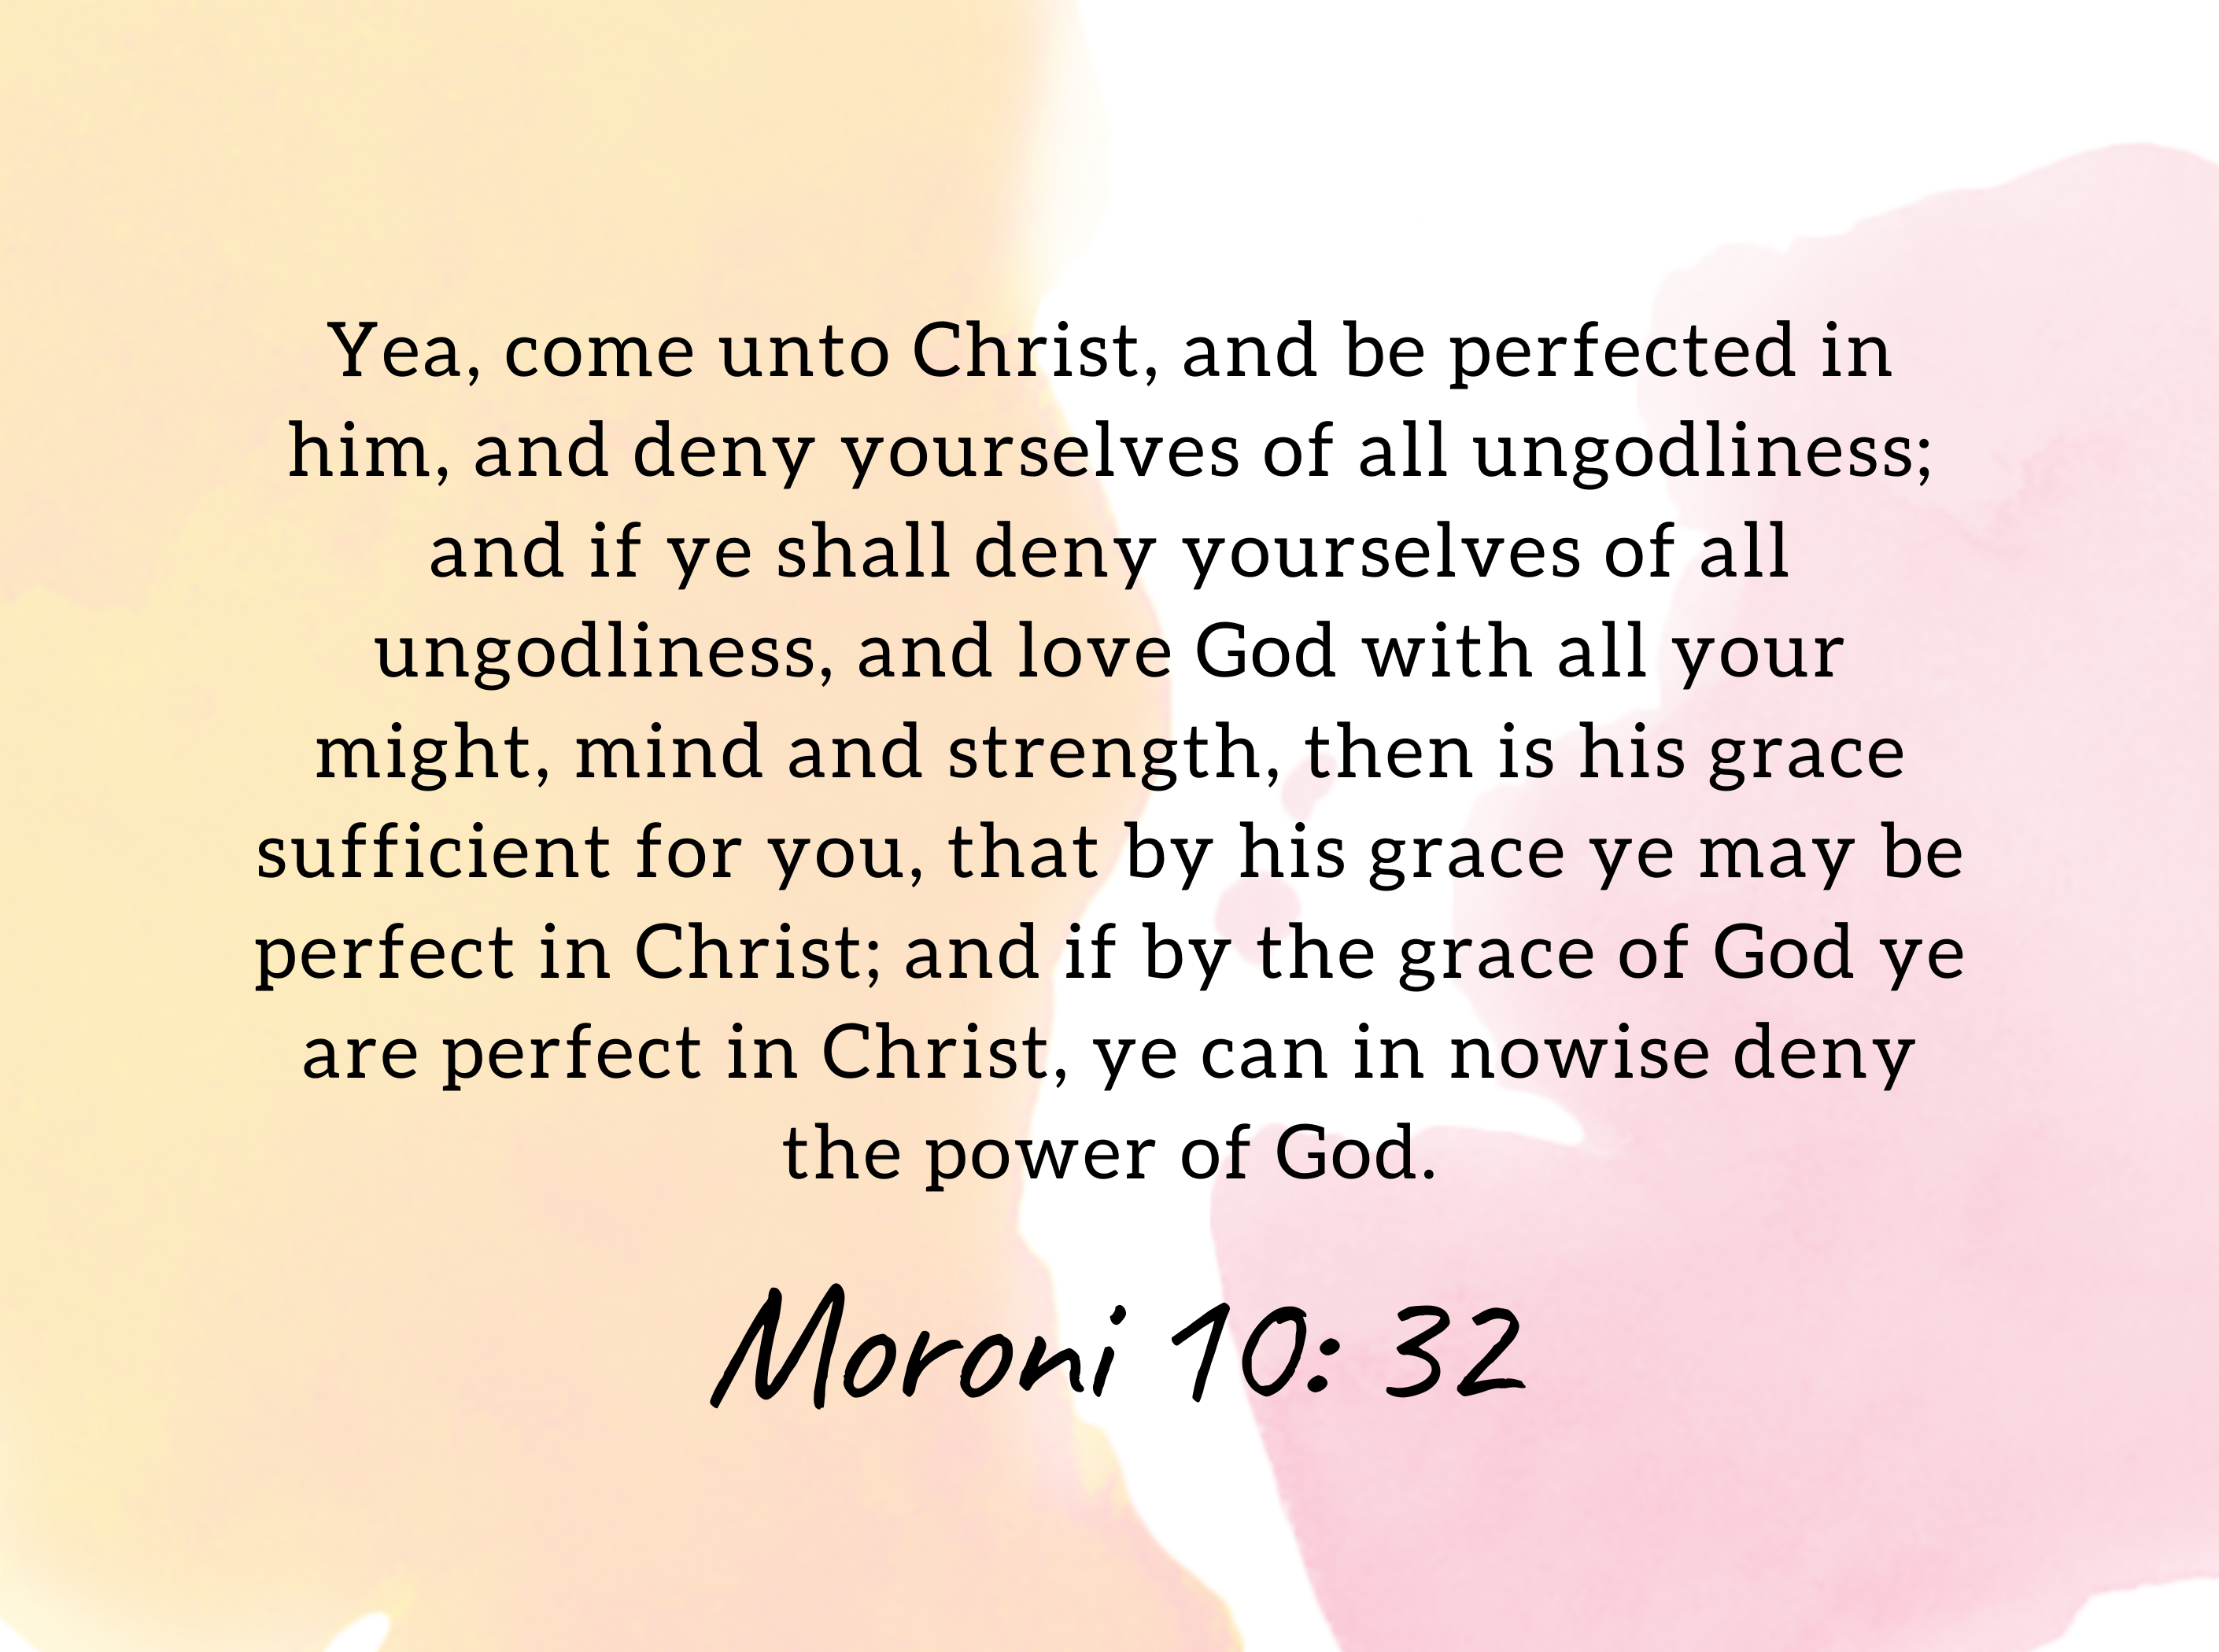 Yea, come unto Christ, and be perfected in
him, and deny yourselves of all ungodliness;
and if ye shall deny yourselves of all
ungodliness, and love God with all your
might, mind and strength, then is his grace
sufficient for you, that by his grace ye may be
perfect in Christ; and if by the grace of God ye
are perfect in Christ, ye can in nowise deny
the power of God.
Moroni 10: 32